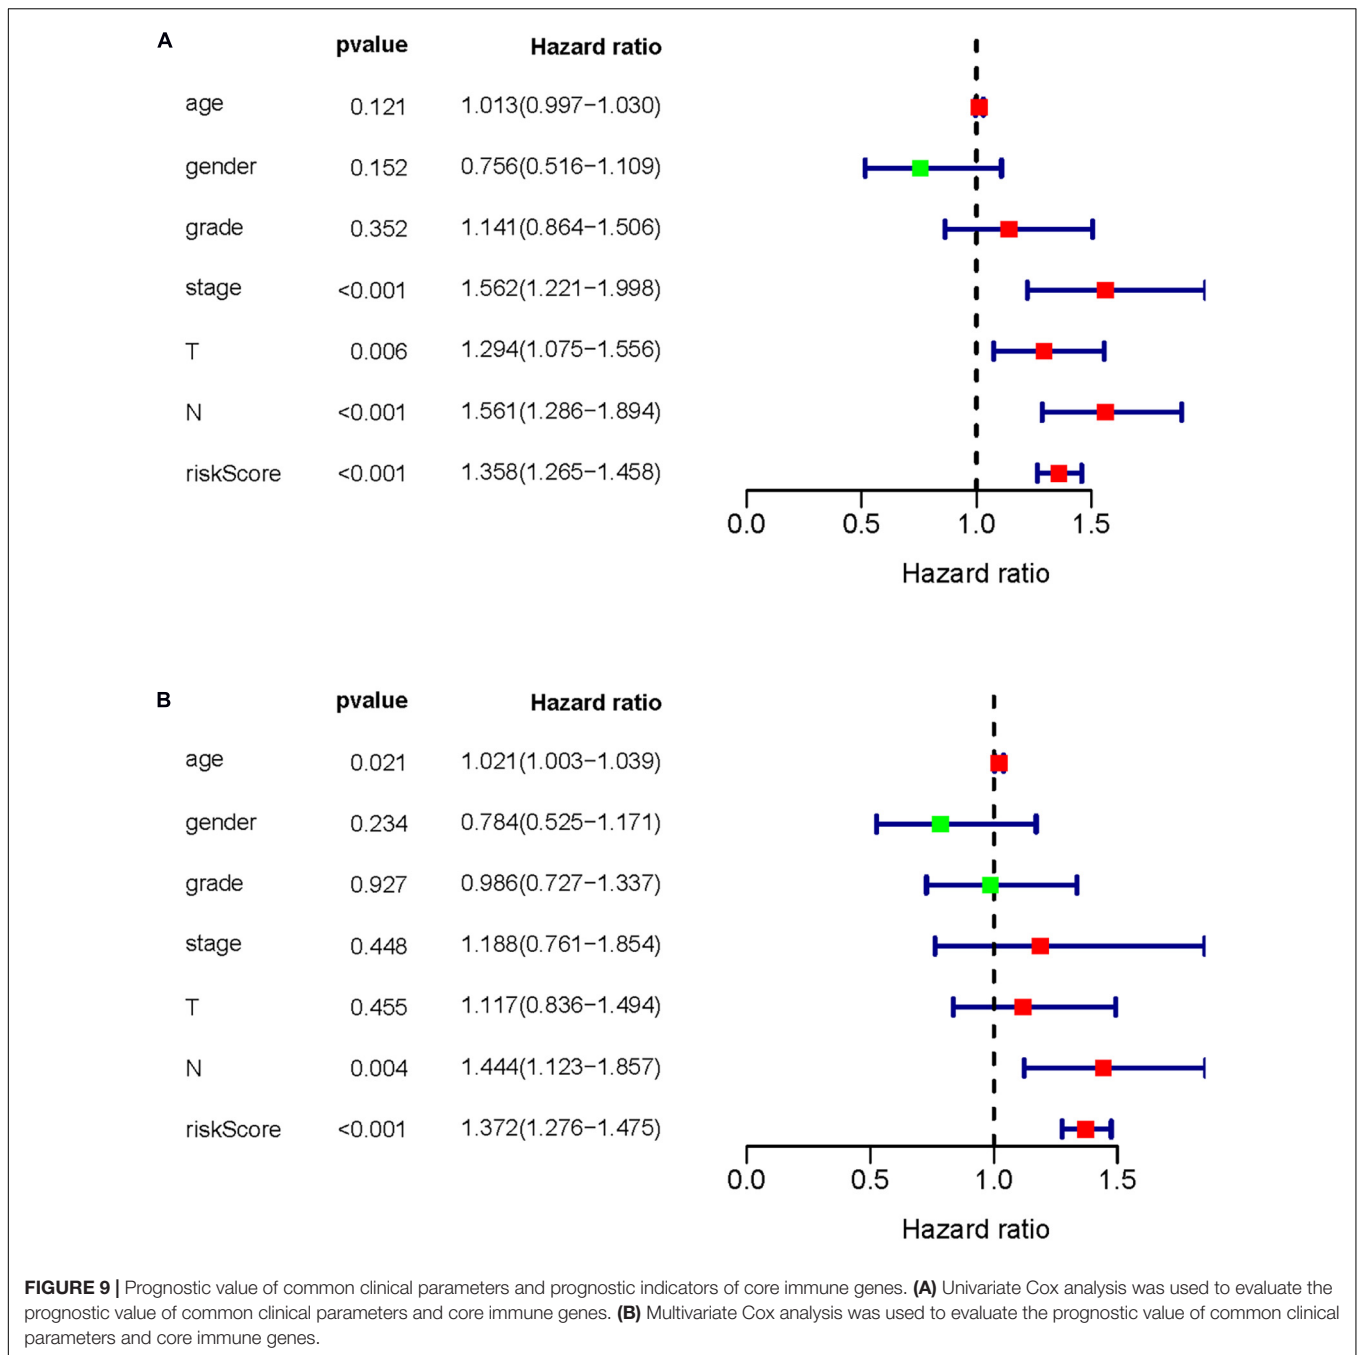 A pvalue Hazard ratio
age 0.121 1.013(0.997−1.030)
gender 0.152 0.756(0.516−1.109)
grade 0.352 1.141(0.864−1.506)
stage <0.001 1.562(1.221−1.998)
T 0.006 1.294(1.075−1.556)
N <0.001 1.561(1.286−1.894)
riskScore <0.001 1.358(1.265−1.458)
0.0 0.5 1.0 1.5
Hazard ratio
B pvalue Hazard ratio
age 0.021 1.021(1.003−1.039)
gender 0.234 0.784(0.525−1.171)
grade 0.927 0.986(0.727−1.337)
stage 0.448 1.188(0.761−1.854)
T 0.455 1.117(0.836−1.494)
N 0.004 1.444(1.123−1.857)
riskScore <0.001 1.372(1.276−1.475)
0.0 0.5 1.0 1.5
Hazard ratio
FIGURE 9 | Prognostic value of common clinical parameters and prognostic indicators of core immune genes. (A) Univariate Cox analysis was used to evaluate the
prognostic value of common clinical parameters and core immune genes. (B) Multivariate Cox analysis was used to evaluate the prognostic value of common clinical
parameters and core immune genes.